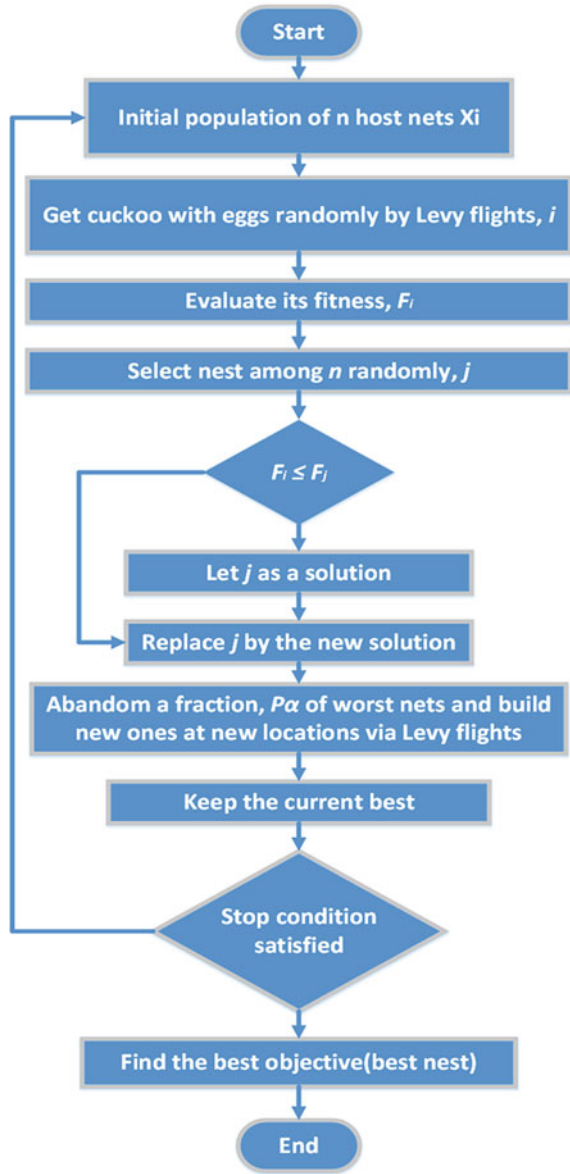 Start
Initial population of n host nets Xi
Get cuckoo with eggs randomly by Levy flights, i
Evaluate its fitness, Fi
Select nest among n randomly, j
Fi ≤ Fj
Let j as a solution
Replace j by the new solution
Abandom a fraction, Pα of worst nets and build
new ones at new locations via Levy flights
Keep the current best
Stop condition
satisfied
Find the best objective(best nest)
End